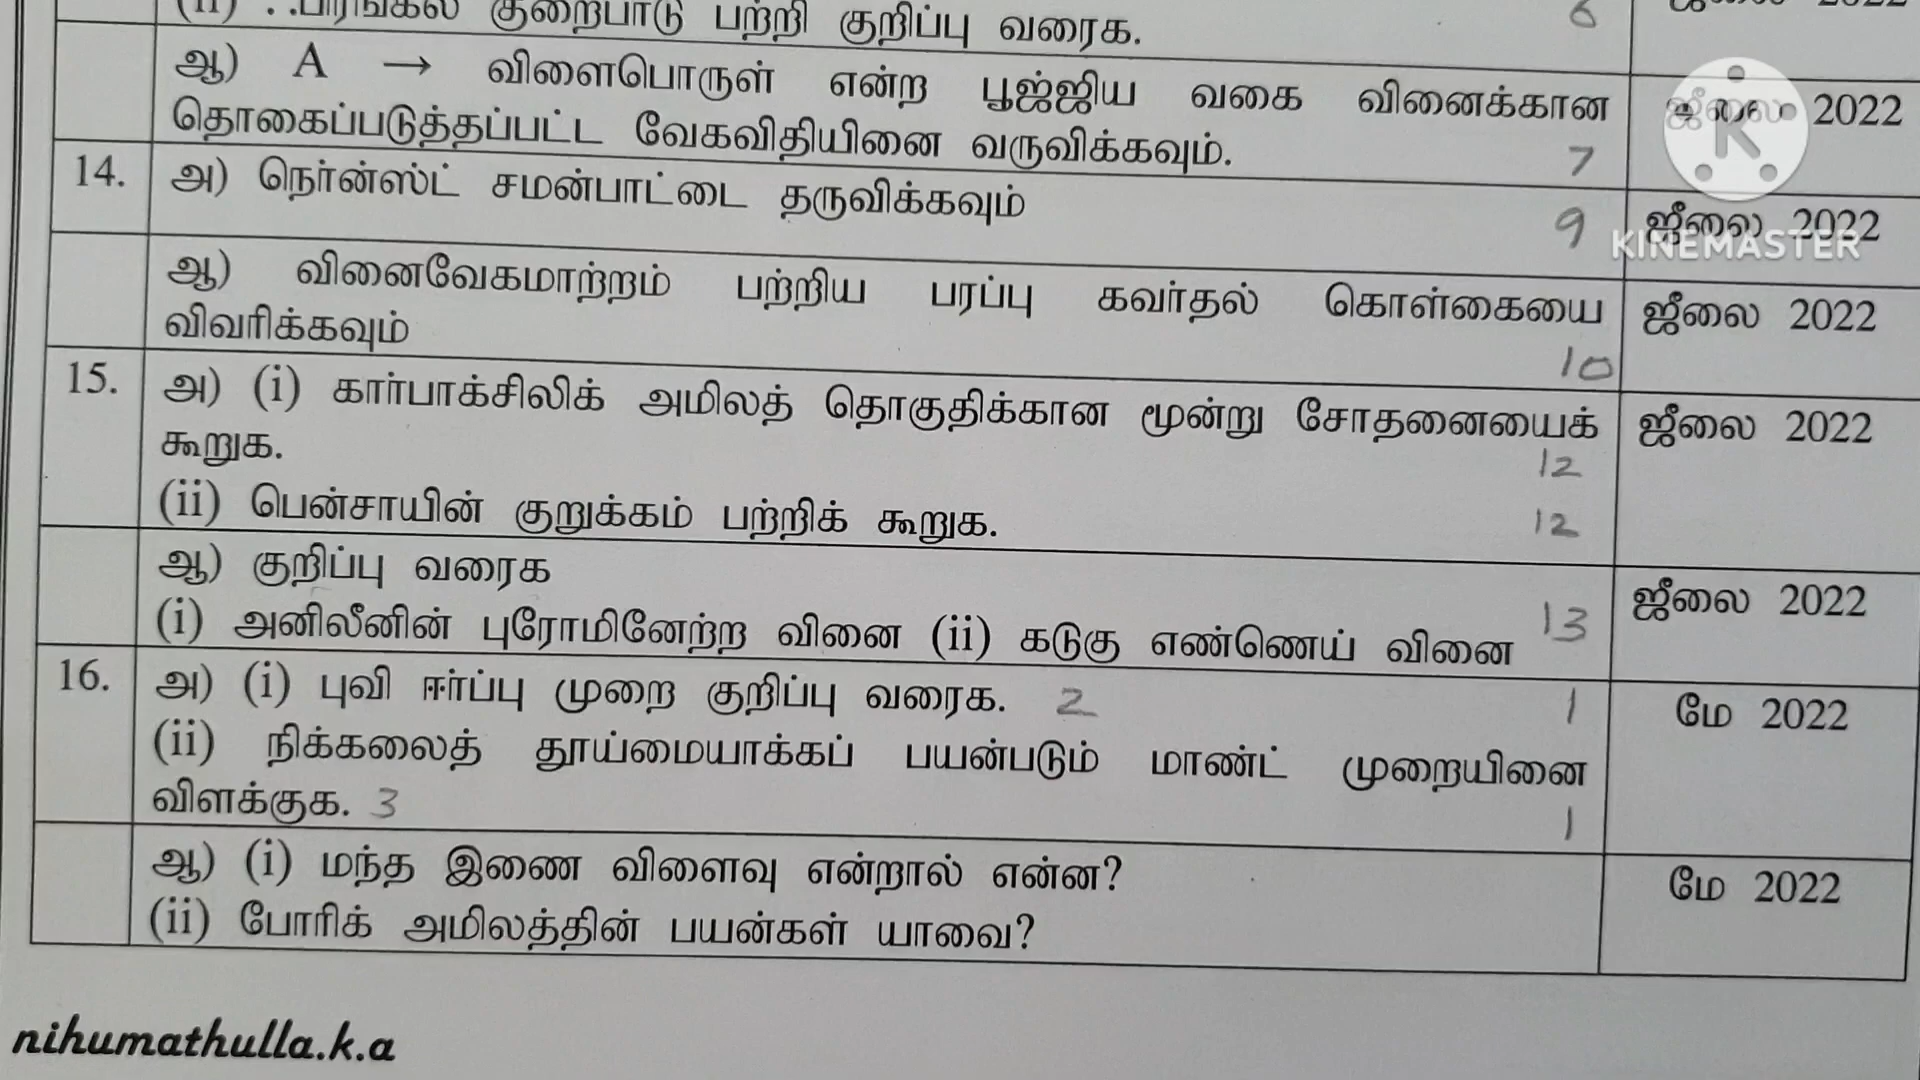 குறைபாடு பற்றி குறிப்பு வரைக. 6 2022
ஆ) A → விளைபொருள் என்ற பூஜ்ஜிய வகை வினைக்கான ஜீலை 2022
தொகைப்படுத்தப்பட்ட வேகவிதியினை வருவிக்கவும். 7
14. அ) நெர்ன்ஸ்ட் சமன்பாட்டை தருவிக்கவும் 9 ஜீலை 2022
KINEMASTER
ஆ) வினைவேகமாற்றம் பற்றிய பரப்பு கவர்தல் கொள்கையை ஜீலை 2022
விவரிக்கவும் 10
15. அ) (i) கார்பாக்சிலிக் அமிலத் தொகுதிக்கான மூன்று சோதனையைக் ஜீலை 2022
கூறுக. 12
(ii) பென்சாயின் குறுக்கம் பற்றிக் கூறுக. 12
ஆ) குறிப்பு வரைக ஜீலை 2022
(i) அனிலீனின் புரோமினேற்ற வினை (ii) கடுகு எண்ணெய் வினை 13
16. அ) (i) புவி ஈர்ப்பு முறை குறிப்பு வரைக. 2 1 மே 2022
(ii) நிக்கலைத் தூய்மையாக்கப் பயன்படும் மாண்ட் முறையினை
விளக்குக. 3 1
ஆ) (i) மந்த இணை விளைவு என்றால் என்ன? மே 2022
(ii) போரிக் அமிலத்தின் பயன்கள் யாவை?
nihumathulla.k.a